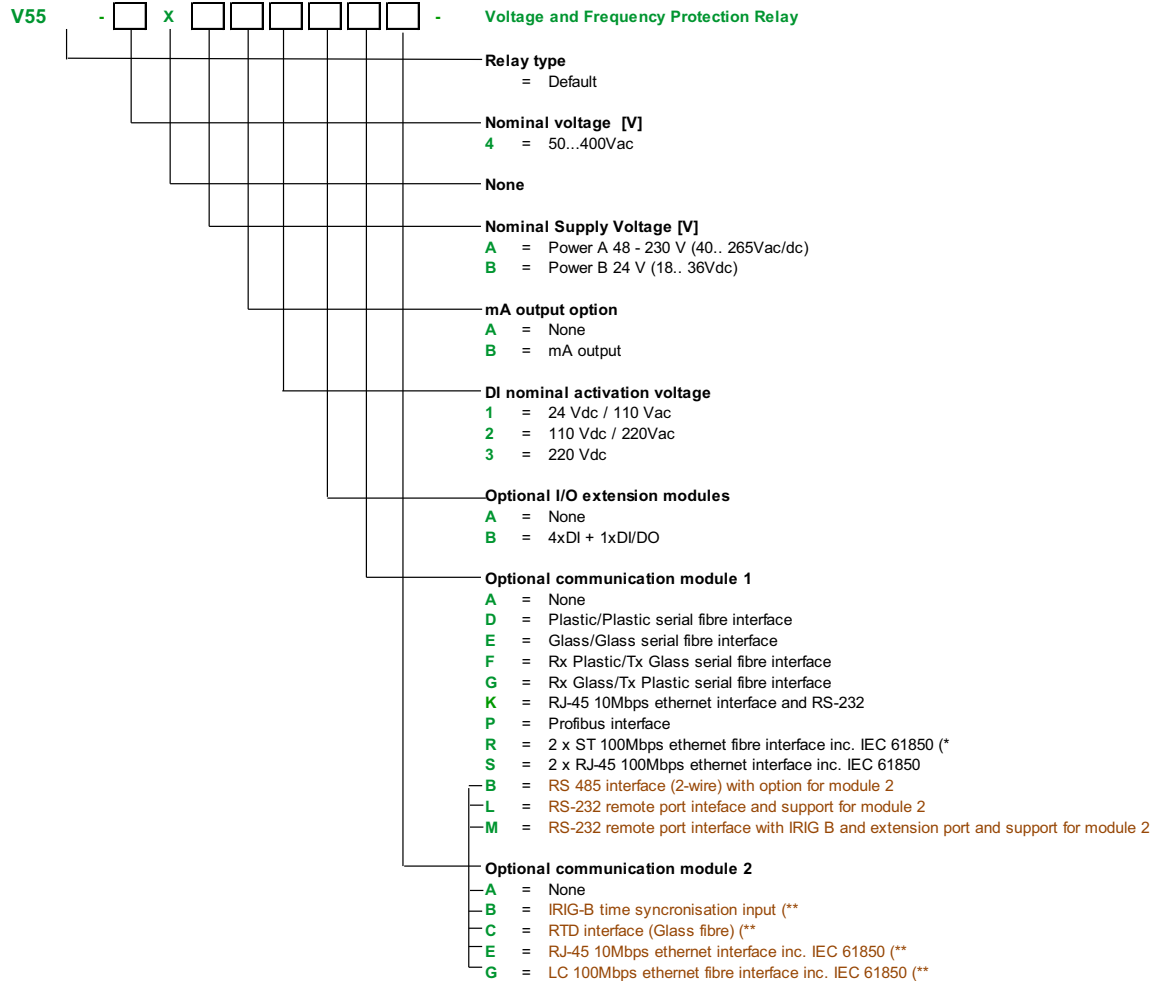 V55 - X - Voltage and Frequency Protection Relay
Relay type
= Default
Nominal voltage [V]
4 = 50...400Vac
None
Nominal Supply Voltage [V]
A = Power A 48 - 230 V (40.. 265Vac/dc)
B = Power B 24 V (18.. 36Vdc)
mA output option
A = None
B = mA output
DI nominal activation voltage
1 = 24 Vdc / 110 Vac
2 = 110 Vdc / 220Vac
3 = 220 Vdc
Optional I/O extension modules
A = None
B = 4xDI + 1xDI/DO
Optional communication module 1
A = None
D = Plastic/Plastic serial fibre interface
E = Glass/Glass serial fibre interface
F = Rx Plastic/Tx Glass serial fibre interface
G = Rx Glass/Tx Plastic serial fibre interface
K = RJ-45 10Mbps ethernet interface and RS-232
P = Profibus interface
R = 2 x ST 100Mbps ethernet fibre interface inc. IEC 61850 (*
S = 2 x RJ-45 100Mbps ethernet interface inc. IEC 61850
B = RS 485 interface (2-wire) with option for module 2
L = RS-232 remote port inteface and support for module 2
M = RS-232 remote port interface with IRIG B and extension port and support for module 2
Optional communication module 2
A = None
B = IRIG-B time syncronisation input (**
C = RTD interface (Glass fibre) (**
E = RJ-45 10Mbps ethernet interface inc. IEC 61850 (**
G = LC 100Mbps ethernet fibre interface inc. IEC 61850 (**